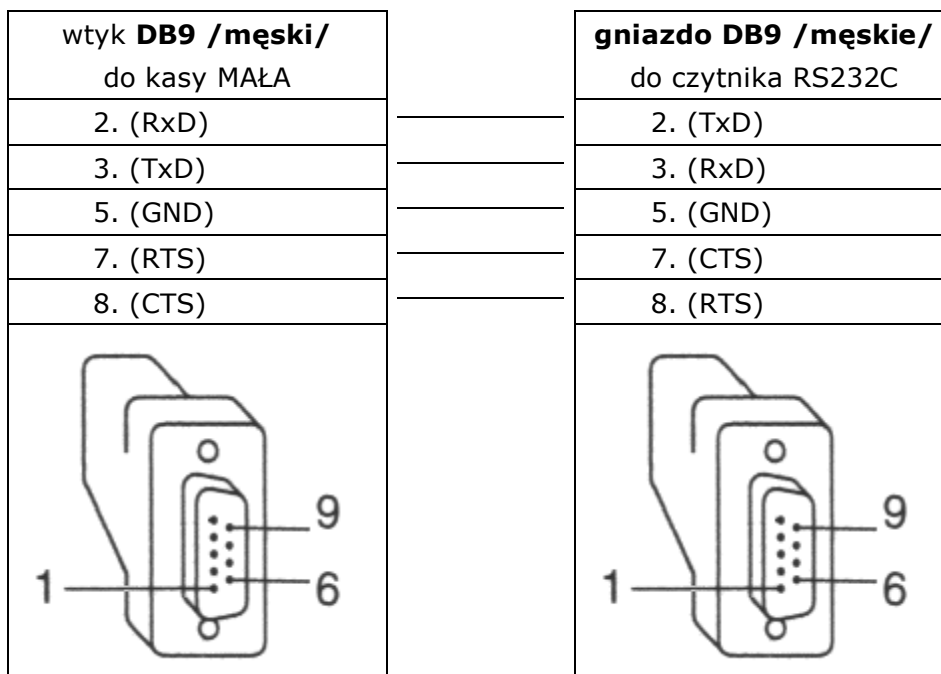 wtyk DB9 /męski/
do kasy MAŁA
gniazdo DB9 /męskie/
do czytnika RS232C
2. (RxD)
2. (TxD)
3. (TxD)
3. (RxD)
5. (GND)
5. (GND)
7. (RTS)
7. (CTS)
8. (CTS)
8. (RTS)
9
6
1
9
6
1